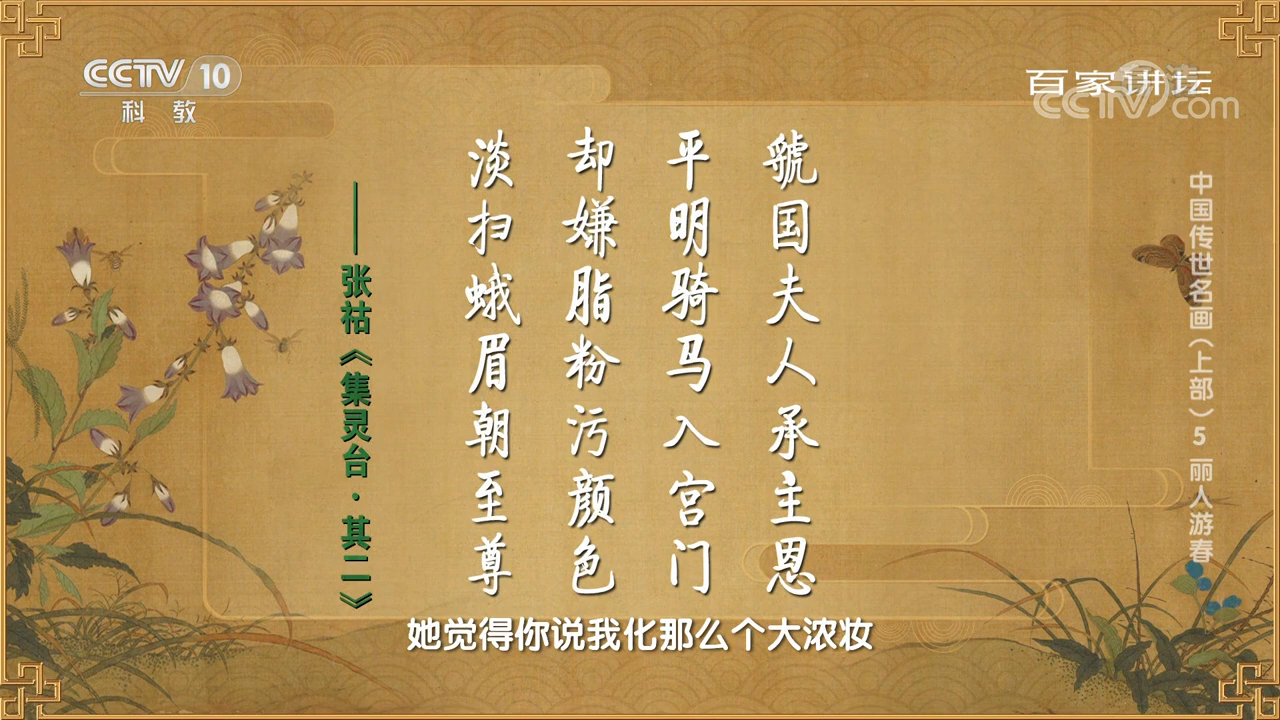 CCTV 10
科教
百家讲坛
CCTV.com
虢国夫人承主恩
平明骑马入宫门
却嫌脂粉污颜色
淡扫蛾眉朝至尊
——张祜《集灵台·其二》
中国传世名画（上部）5 丽人游春
她觉得你说我化那么个大浓妆